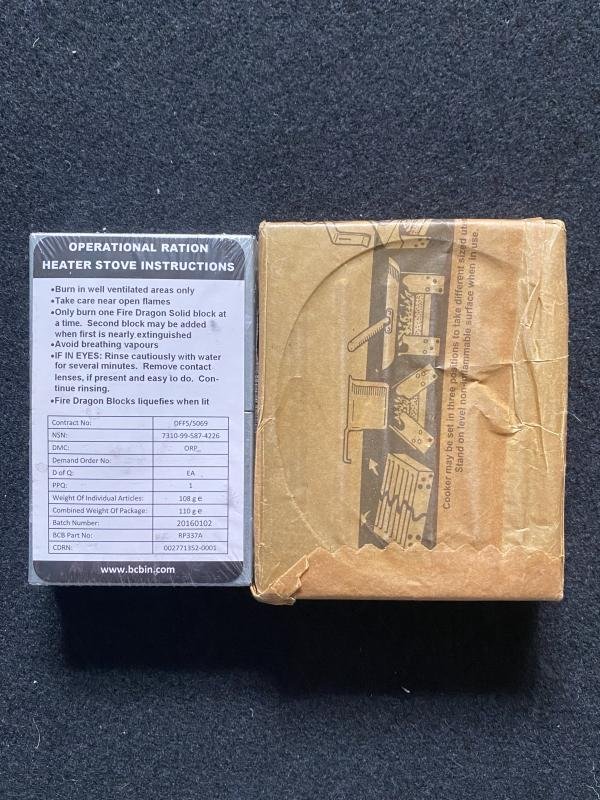 OPERATIONAL RATION
HEATER STOVE INSTRUCTIONS
•Burn in well ventilated areas only
•Take care near open flames
•Only burn one Fire Dragon Solid block at
a time. Second block may be added
when first is nearly extinguished
•Avoid breathing vapours
•IF IN EYES: Rinse cautiously with water
for several minutes. Remove contact
lenses, if present and easy to do. Con-
tinue rinsing.
•Fire Dragon Blocks liquefies when lit
Contract No: DFFS/5069
NSN: 7310-99-587-4226
DMC: ORP
Demand Order No:
D of Q: EA
PPQ: 1
Weight Of Individual Articles: 108 g e
Combined Weight Of Package: 110 g e
Batch Number: 20160102
BCB Part No: RP337A
CDRN: 002771352-0001
www.bcbin.com
Cooker may be set in three positions to take different sized
Stand on level non-inflammable surface when in use.